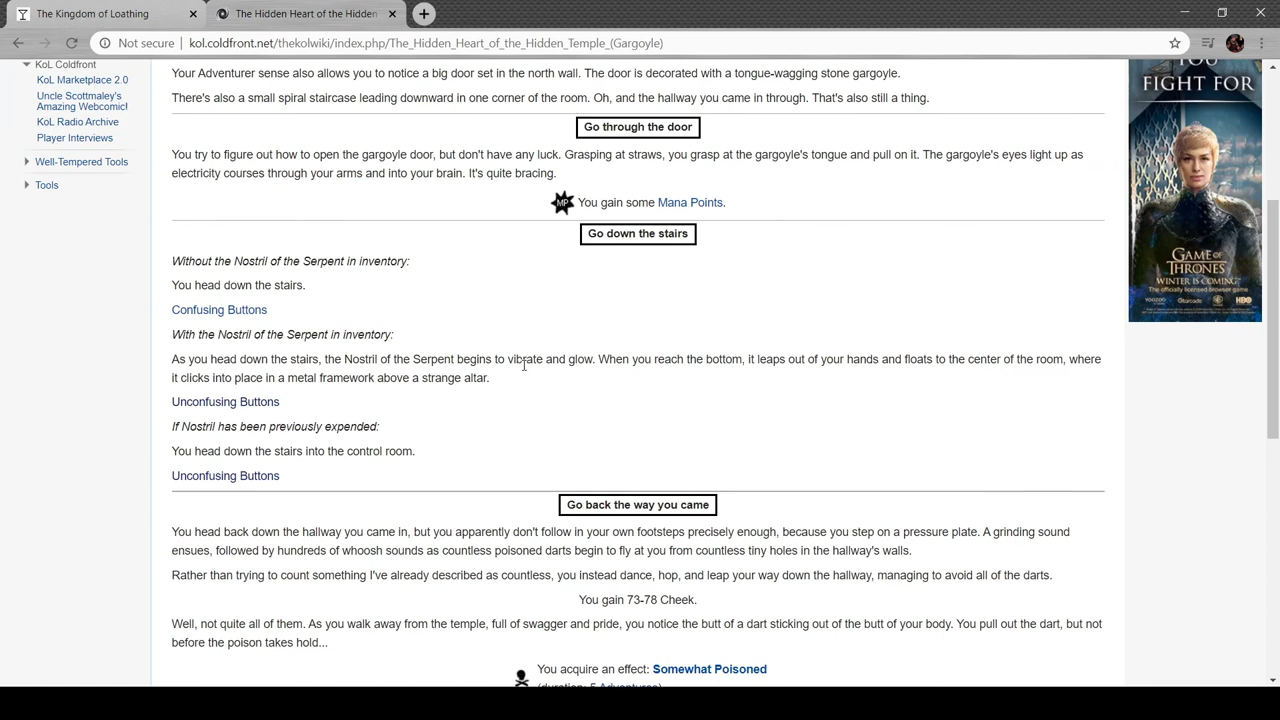 The Kingdom of Loathing
The Hidden Heart of the Hidden
Not secure
kol.coldfront.net/thekolwiki/index.php/The_Hidden_Heart_of_the_Hidden_Temple_(Gargoyle)
KoL Coldfront
KoL Marketplace 2.0
Uncle Scottmaley's
Amazing Webcomic!
KoL Radio Archive
Player Interviews
Well-Tempered Tools
Tools
Your Adventurer sense also allows you to notice a big door set in the north wall. The door is decorated with a tongue-wagging stone gargoyle.
There's also a small spiral staircase leading downward in one corner of the room. Oh, and the hallway you came in through. That's also still a thing.
Go through the door
You try to figure out how to open the gargoyle door, but don't have any luck. Grasping at straws, you grasp at the gargoyle's tongue and pull on it. The gargoyle's eyes light up as
electricity courses through your arms and into your brain. It's quite bracing.
MP You gain some Mana Points.
Go down the stairs
Without the Nostril of the Serpent in inventory:
You head down the stairs.
Confusing Buttons
With the Nostril of the Serpent in inventory:
As you head down the stairs, the Nostril of the Serpent begins to vibrate and glow. When you reach the bottom, it leaps out of your hands and floats to the center of the room, where
it clicks into place in a metal framework above a strange altar.
Unconfusing Buttons
If Nostril has been previously expended:
You head down the stairs into the control room.
Unconfusing Buttons
Go back the way you came
You head back down the hallway you came in, but you apparently don't follow in your own footsteps precisely enough, because you step on a pressure plate. A grinding sound
ensues, followed by hundreds of whoosh sounds as countless poisoned darts begin to fly at you from countless tiny holes in the hallway's walls.
Rather than trying to count something I've already described as countless, you instead dance, hop, and leap your way down the hallway, managing to avoid all of the darts.
You gain 73-78 Cheek.
Well, not quite all of them. As you walk away from the temple, full of swagger and pride, you notice the butt of a dart sticking out of the butt of your body. You pull out the dart, but not
before the poison takes hold...
You acquire an effect: Somewhat Poisoned
(duration: 5 Adventures)
YOU
FIGHT FOR
GAME OF
THRONES
WINTER IS COMING
The officially licensed browser game
YOOZOO
HBO